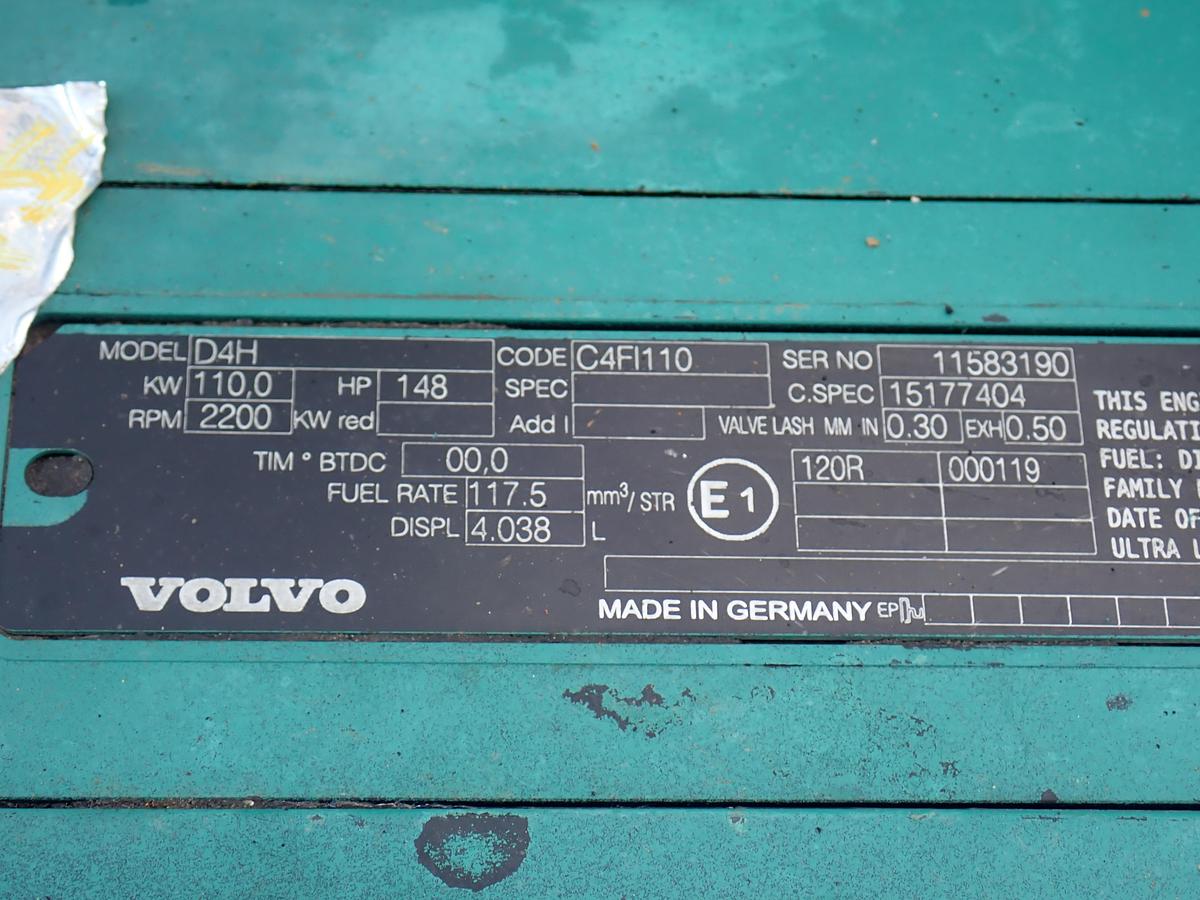 MODEL D4H CODE C4FI110 SER NO 11583190
KW 110,0 HP 148 SPEC C.SPEC 15177404
RPM 2200 KW red Add I VALVE LASH MM IN 0.30 EXH 0.50
TIM ° BTDC 00,0
FUEL RATE 117.5 mm³/ STR
DISPL 4.038 L
E 1
120R 000119
THIS ENG
REGULATI
FUEL: DI
FAMILY
DATE OF
ULTRA L
VOLVO
MADE IN GERMANY EP